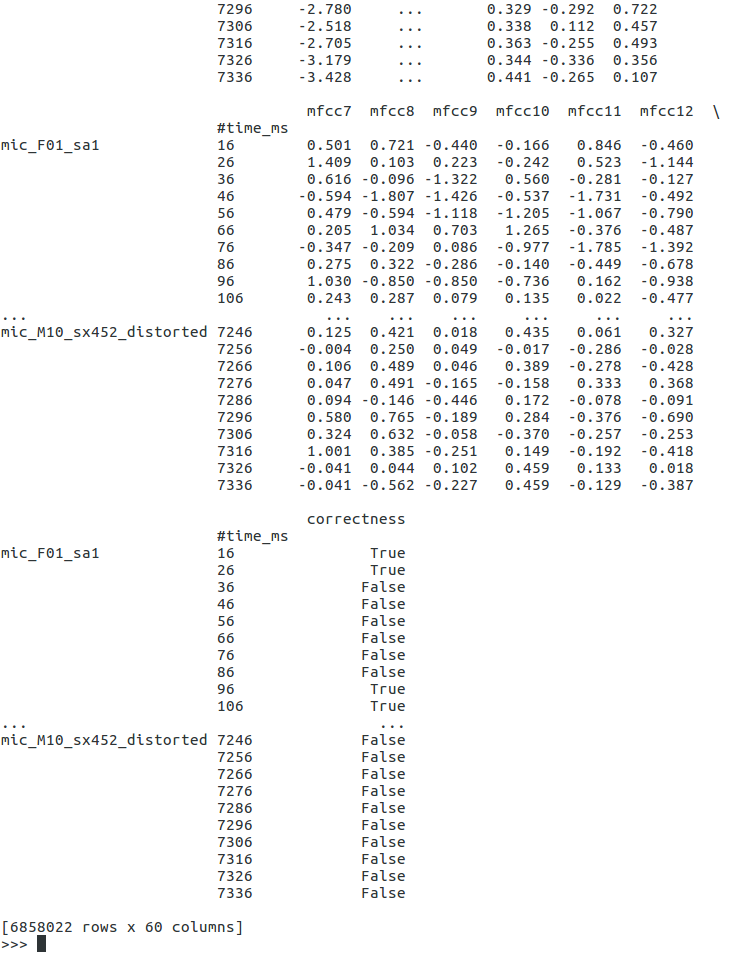 7296 -2.780 ... 0.329 -0.292 0.722
7306 -2.518 ... 0.338 0.112 0.457
7316 -2.705 ... 0.363 -0.255 0.493
7326 -3.179 ... 0.344 -0.336 0.356
7336 -3.428 ... 0.441 -0.265 0.107
mfcc7 mfcc8 mfcc9 mfcc10 mfcc11 mfcc12 \
#time_ms
mic_F01_sa1 16 0.501 0.721 -0.440 -0.166 0.846 -0.460
26 1.409 0.103 0.223 -0.242 0.523 -1.144
36 0.616 -0.096 -1.322 0.560 -0.281 -0.127
46 -0.594 -1.807 -1.426 -0.537 -1.731 -0.492
56 0.479 -0.594 -1.118 -1.205 -1.067 -0.790
66 0.205 1.034 0.703 1.265 -0.376 -0.487
76 -0.347 -0.209 0.086 -0.977 -1.785 -1.392
86 0.275 0.322 -0.286 -0.140 -0.449 -0.678
96 1.030 -0.850 -0.850 -0.736 0.162 -0.938
106 0.243 0.287 0.079 0.135 0.022 -0.477
... ... ... ... ... ... ...
mic_M10_sx452_distorted 7246 0.125 0.421 0.018 0.435 0.061 0.327
7256 -0.004 0.250 0.049 -0.017 -0.286 -0.028
7266 0.106 0.489 0.046 0.389 -0.278 -0.428
7276 0.047 0.491 -0.165 -0.158 0.333 0.368
7286 0.094 -0.146 -0.446 0.172 -0.078 -0.091
7296 0.580 0.765 -0.189 0.284 -0.376 -0.690
7306 0.324 0.632 -0.058 -0.370 -0.257 -0.253
7316 1.001 0.385 -0.251 0.149 -0.192 -0.418
7326 -0.041 0.044 0.102 0.459 0.133 0.018
7336 -0.041 -0.562 -0.227 0.459 -0.129 -0.387
correctness
#time_ms
mic_F01_sa1 16 True
26 True
36 False
46 False
56 False
66 False
76 False
86 False
96 True
106 True
... ...
mic_M10_sx452_distorted 7246 False
7256 False
7266 False
7276 False
7286 False
7296 False
7306 False
7316 False
7326 False
7336 False
[6858022 rows x 60 columns]
>>>